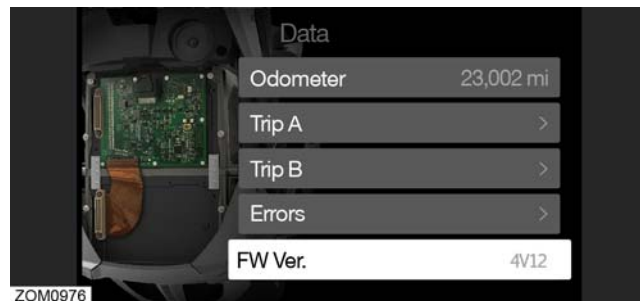 Data
Odometer 23,002 mi
Trip A >
Trip B >
Errors >
FW Ver. 4V12
ZOM0976